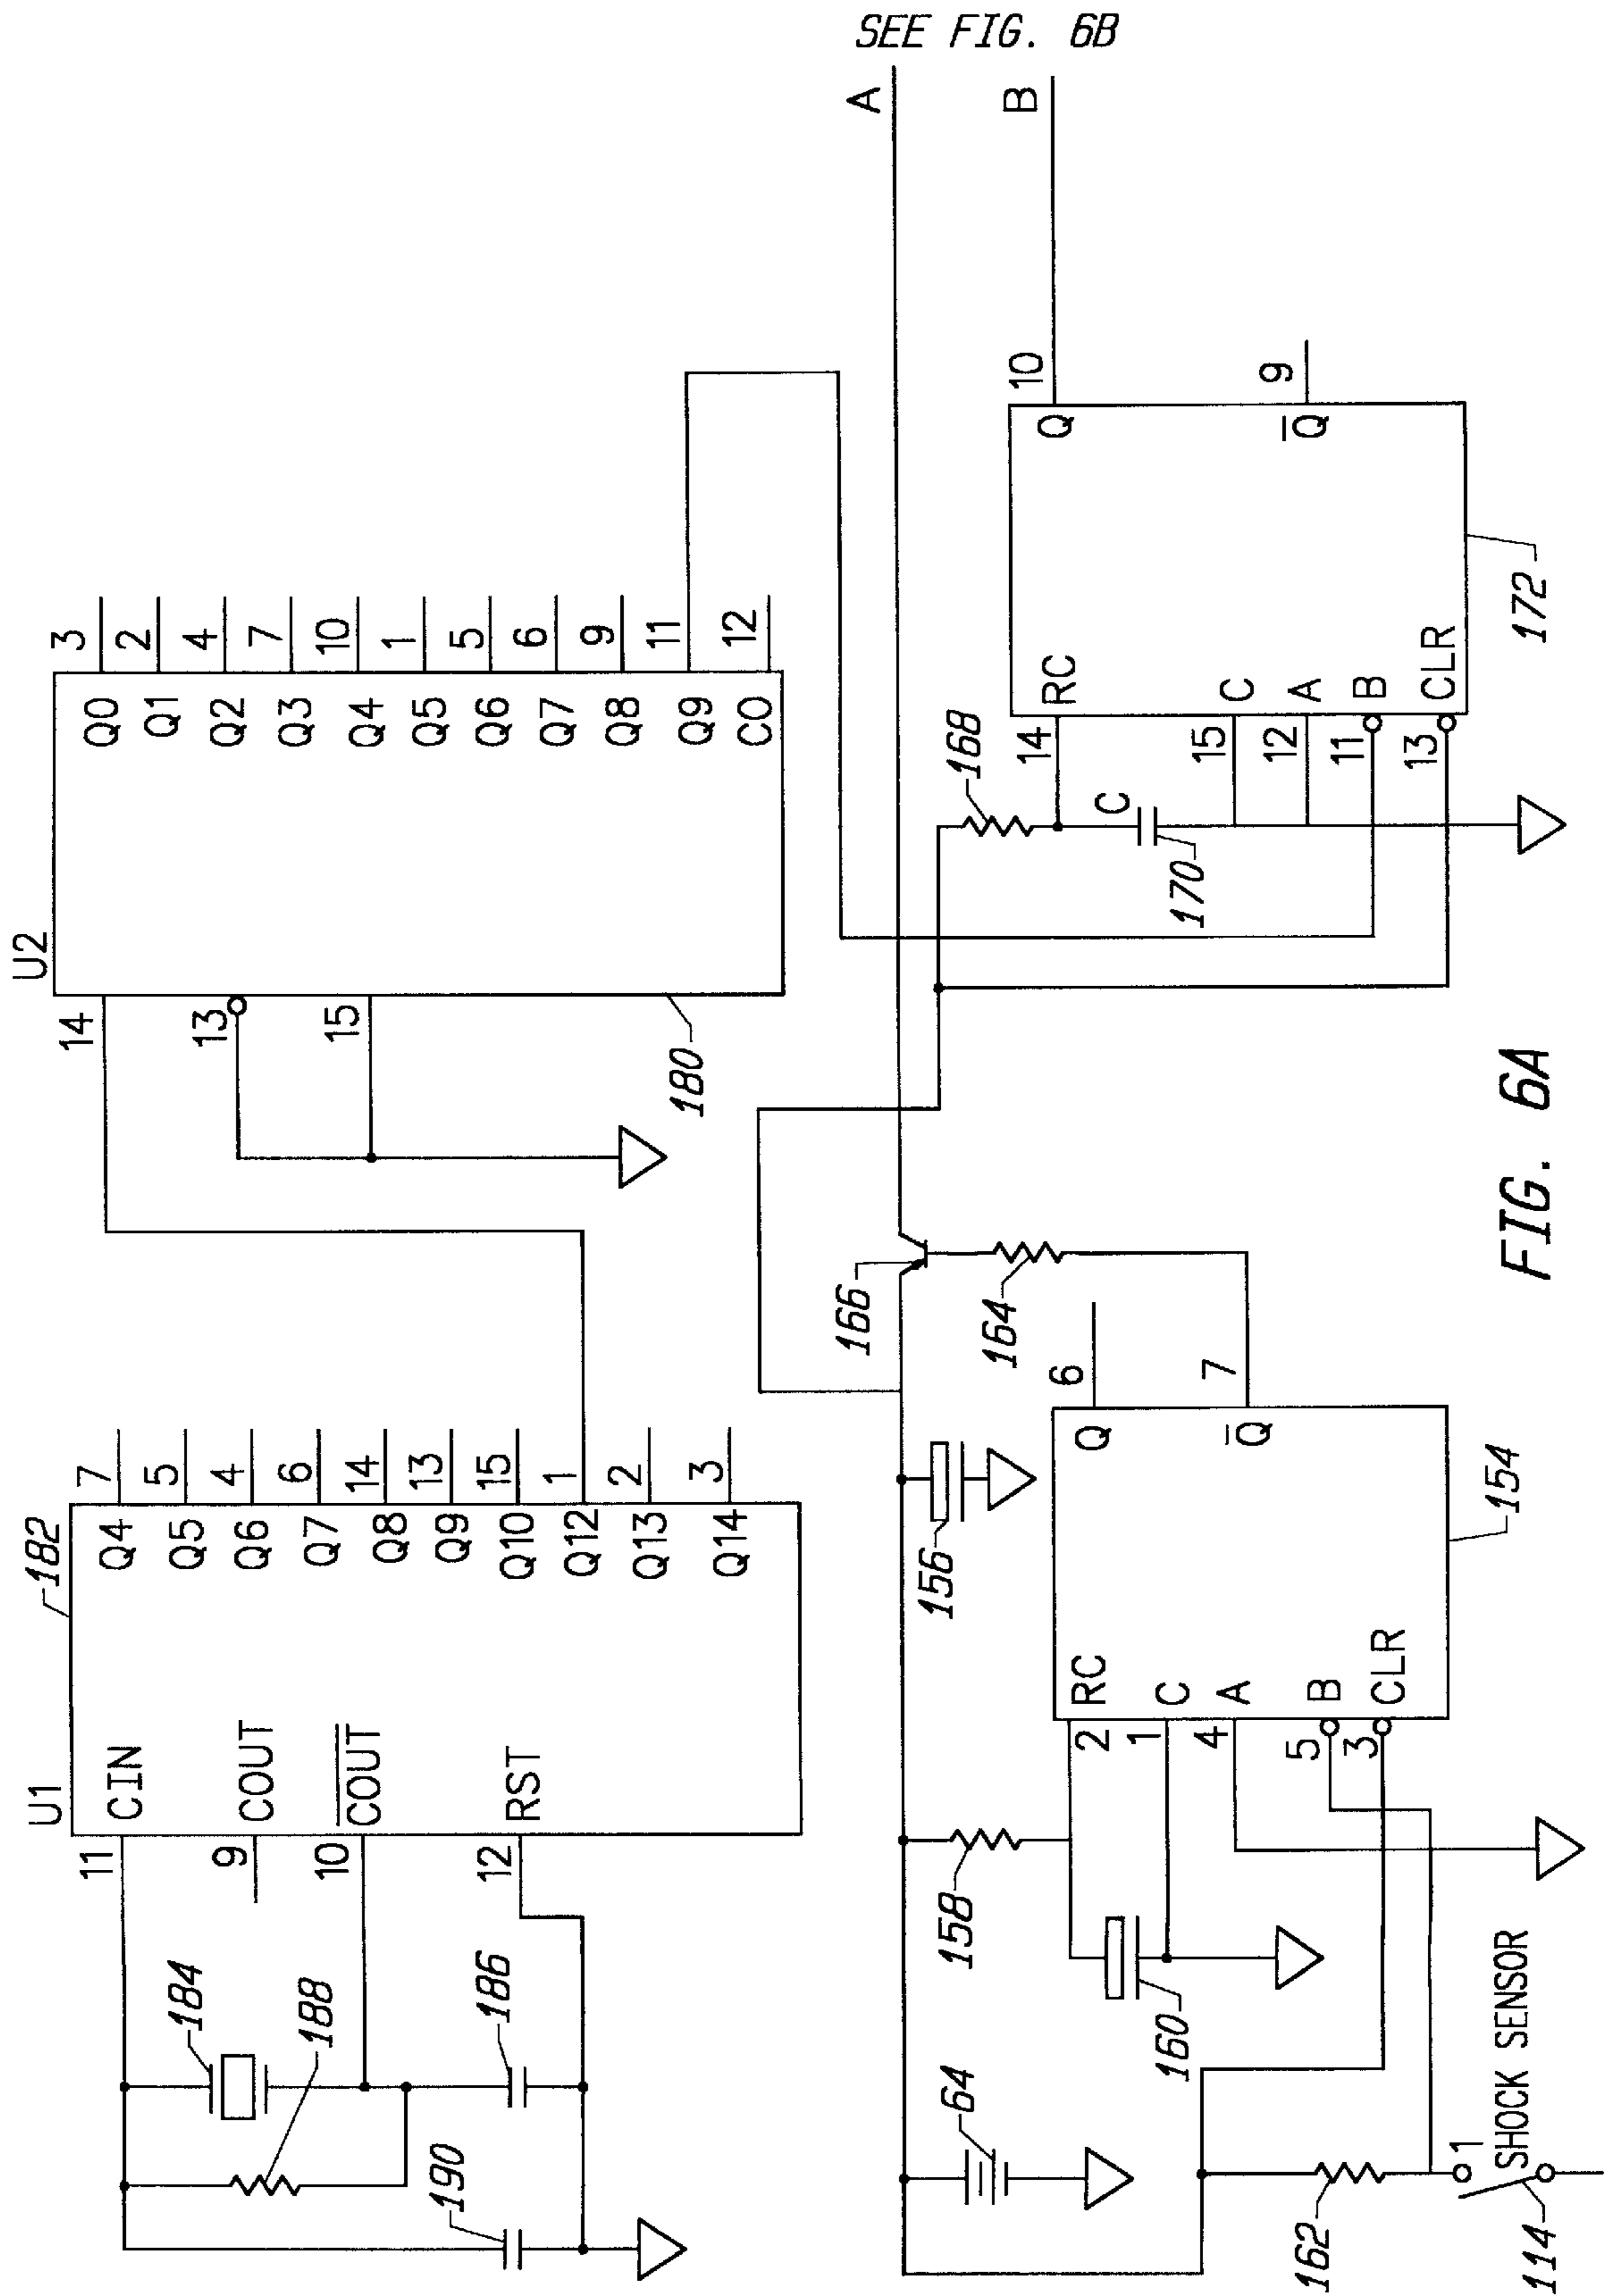 SEE FIG. 6B
A
B
U1
182
11 CIN
9 COUT
10 C̅O̅U̅T̅
12 RST
Q4 7
Q5 5
Q6 4
Q7 6
Q8 14
Q9 13
Q10 15
Q12 1
Q13 2
Q14 3
184
188
186
190
U2
14
13
15
180
Q0 3
Q1 2
Q2 4
Q3 7
Q4 10
Q5 1
Q6 5
Q7 6
Q8 9
Q9 11
CO 12
64
158
156
166
164
160
162
114
1
SHOCK SENSOR
2 RC
1 C
4 A
5 B
3 CLR
Q 6
Q̅ 7
154
168
C
170
14 RC
15 C
12 A
11 B
13 CLR
Q 10
Q̅ 9
172
FIG. 6A